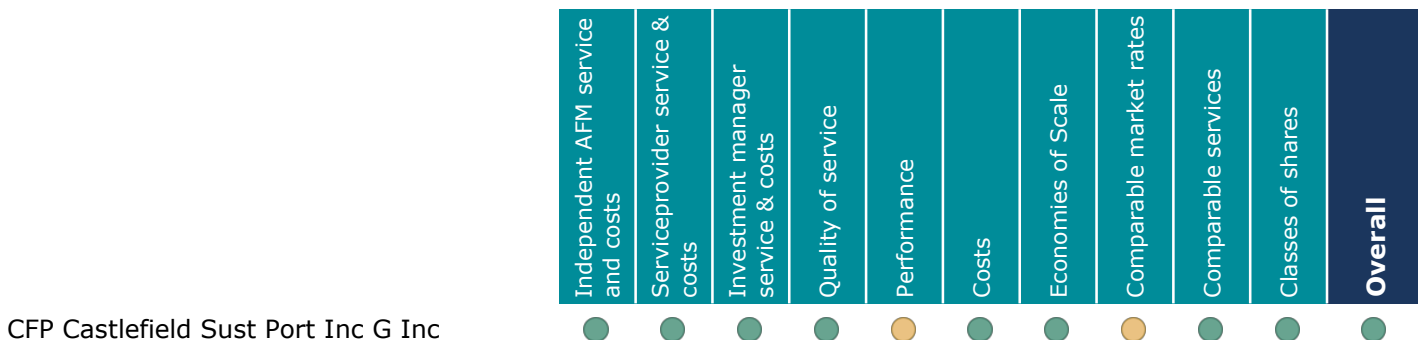 Independent AFM service
and costs
Serviceprovider service &
costs
Investment manager
service & costs
Quality of service
Performance
Costs
Economies of Scale
Comparable market rates
Comparable services
Classes of shares
Overall
CFP Castlefield Sust Port Inc G Inc